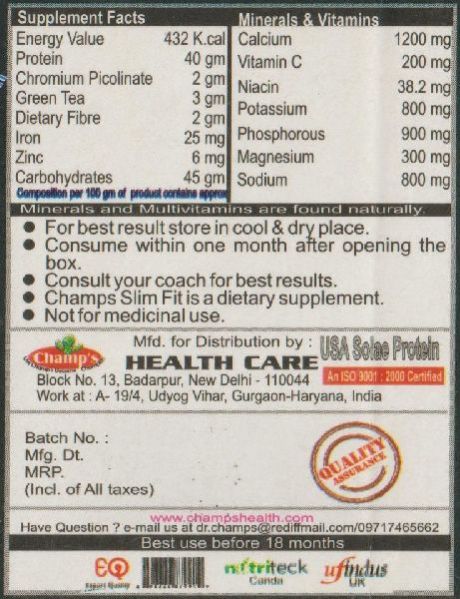 Supplement Facts
Energy Value 432 K.cal
Protein 40 gm
Chromium Picolinate 2 gm
Green Tea 3 gm
Dietary Fibre 2 gm
Iron 25 mg
Zinc 6 mg
Carbohydrates 45 gm
Composition per 100 gm of product contains approx
Minerals & Vitamins
Calcium 1200 mg
Vitamin C 200 mg
Niacin 38.2 mg
Potassium 800 mg
Phosphorous 900 mg
Magnesium 300 mg
Sodium 800 mg
Minerals and Multivitamins are found naturally.
● For best result store in cool & dry place.
● Consume within one month after opening the
box.
● Consult your coach for best results.
● Champs Slim Fit is a dietary supplement.
● Not for medicinal use.
Champ's
Mfd. for Distribution by : USA Solae Protein
HEALTH CARE
An ISO 9001 : 2000 Certified
Block No. 13, Badarpur, New Delhi - 110044
Work at : A- 19/4, Udyog Vihar, Gurgaon-Haryana, India
Batch No. :
Mfg. Dt.
MRP.
(Incl. of All taxes)
QUALITY
ASSURANCE
www.champshealth.com
Have Question ? e-mail us at dr.champs@rediffmail.com/09717465662
Best use before 18 months
EQ
Export Quality
nutriteck
Canda
ufindus
UK